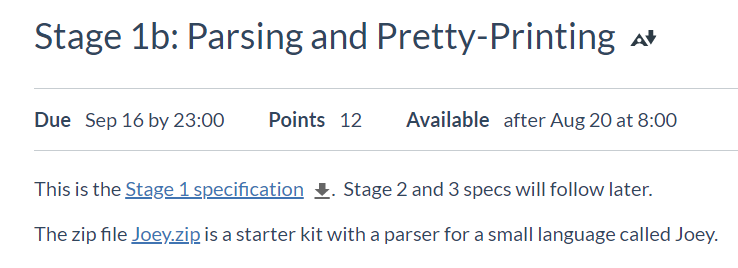 Stage 1b: Parsing and Pretty-Printing
Due Sep 16 by 23:00 Points 12 Available after Aug 20 at 8:00
This is the Stage 1 specification. Stage 2 and 3 specs will follow later.
The zip file Joey.zip is a starter kit with a parser for a small language called Joey.